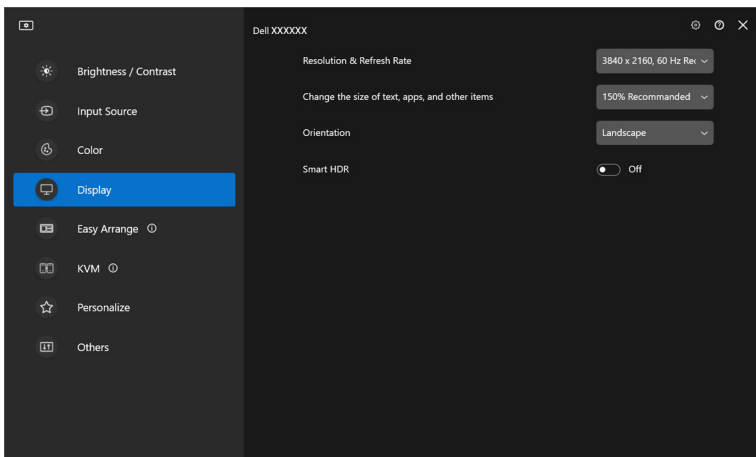 Dell XXXXXX
Brightness / Contrast
Input Source
Color
Display
Easy Arrange
KVM
Personalize
Others
Resolution & Refresh Rate
3840 x 2160, 60 Hz Rec
Change the size of text, apps, and other items
150% Recommanded
Orientation
Landscape
Smart HDR
Off